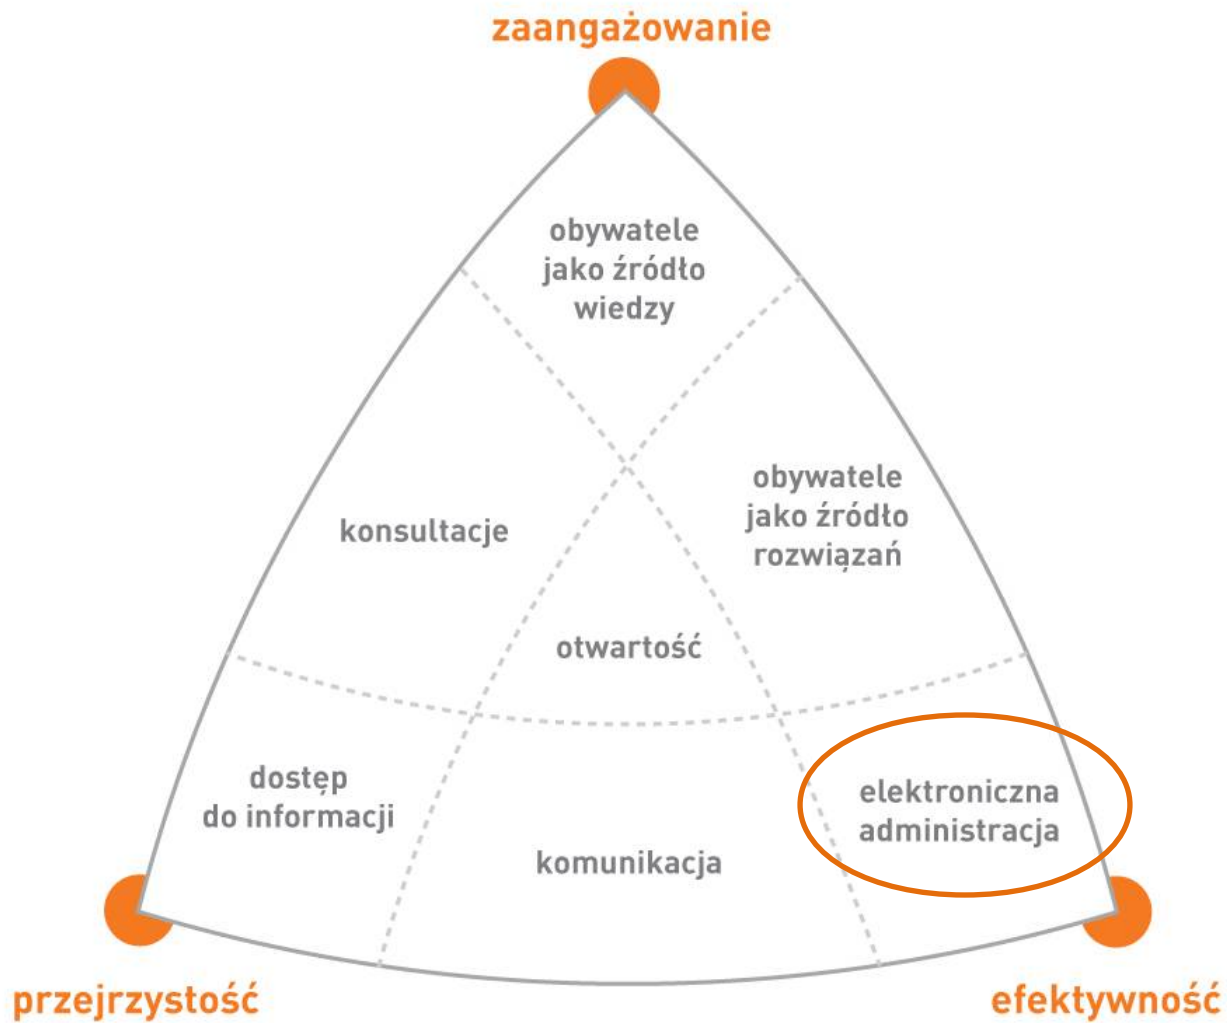 zaangażowanie
obywatele
jako źródło
wiedzy
obywatele
jako źródło
rozwiązań
konsultacje
otwartość
dostęp
do informacji
elektroniczna
administracja
komunikacja
przejrzystość
efektywność